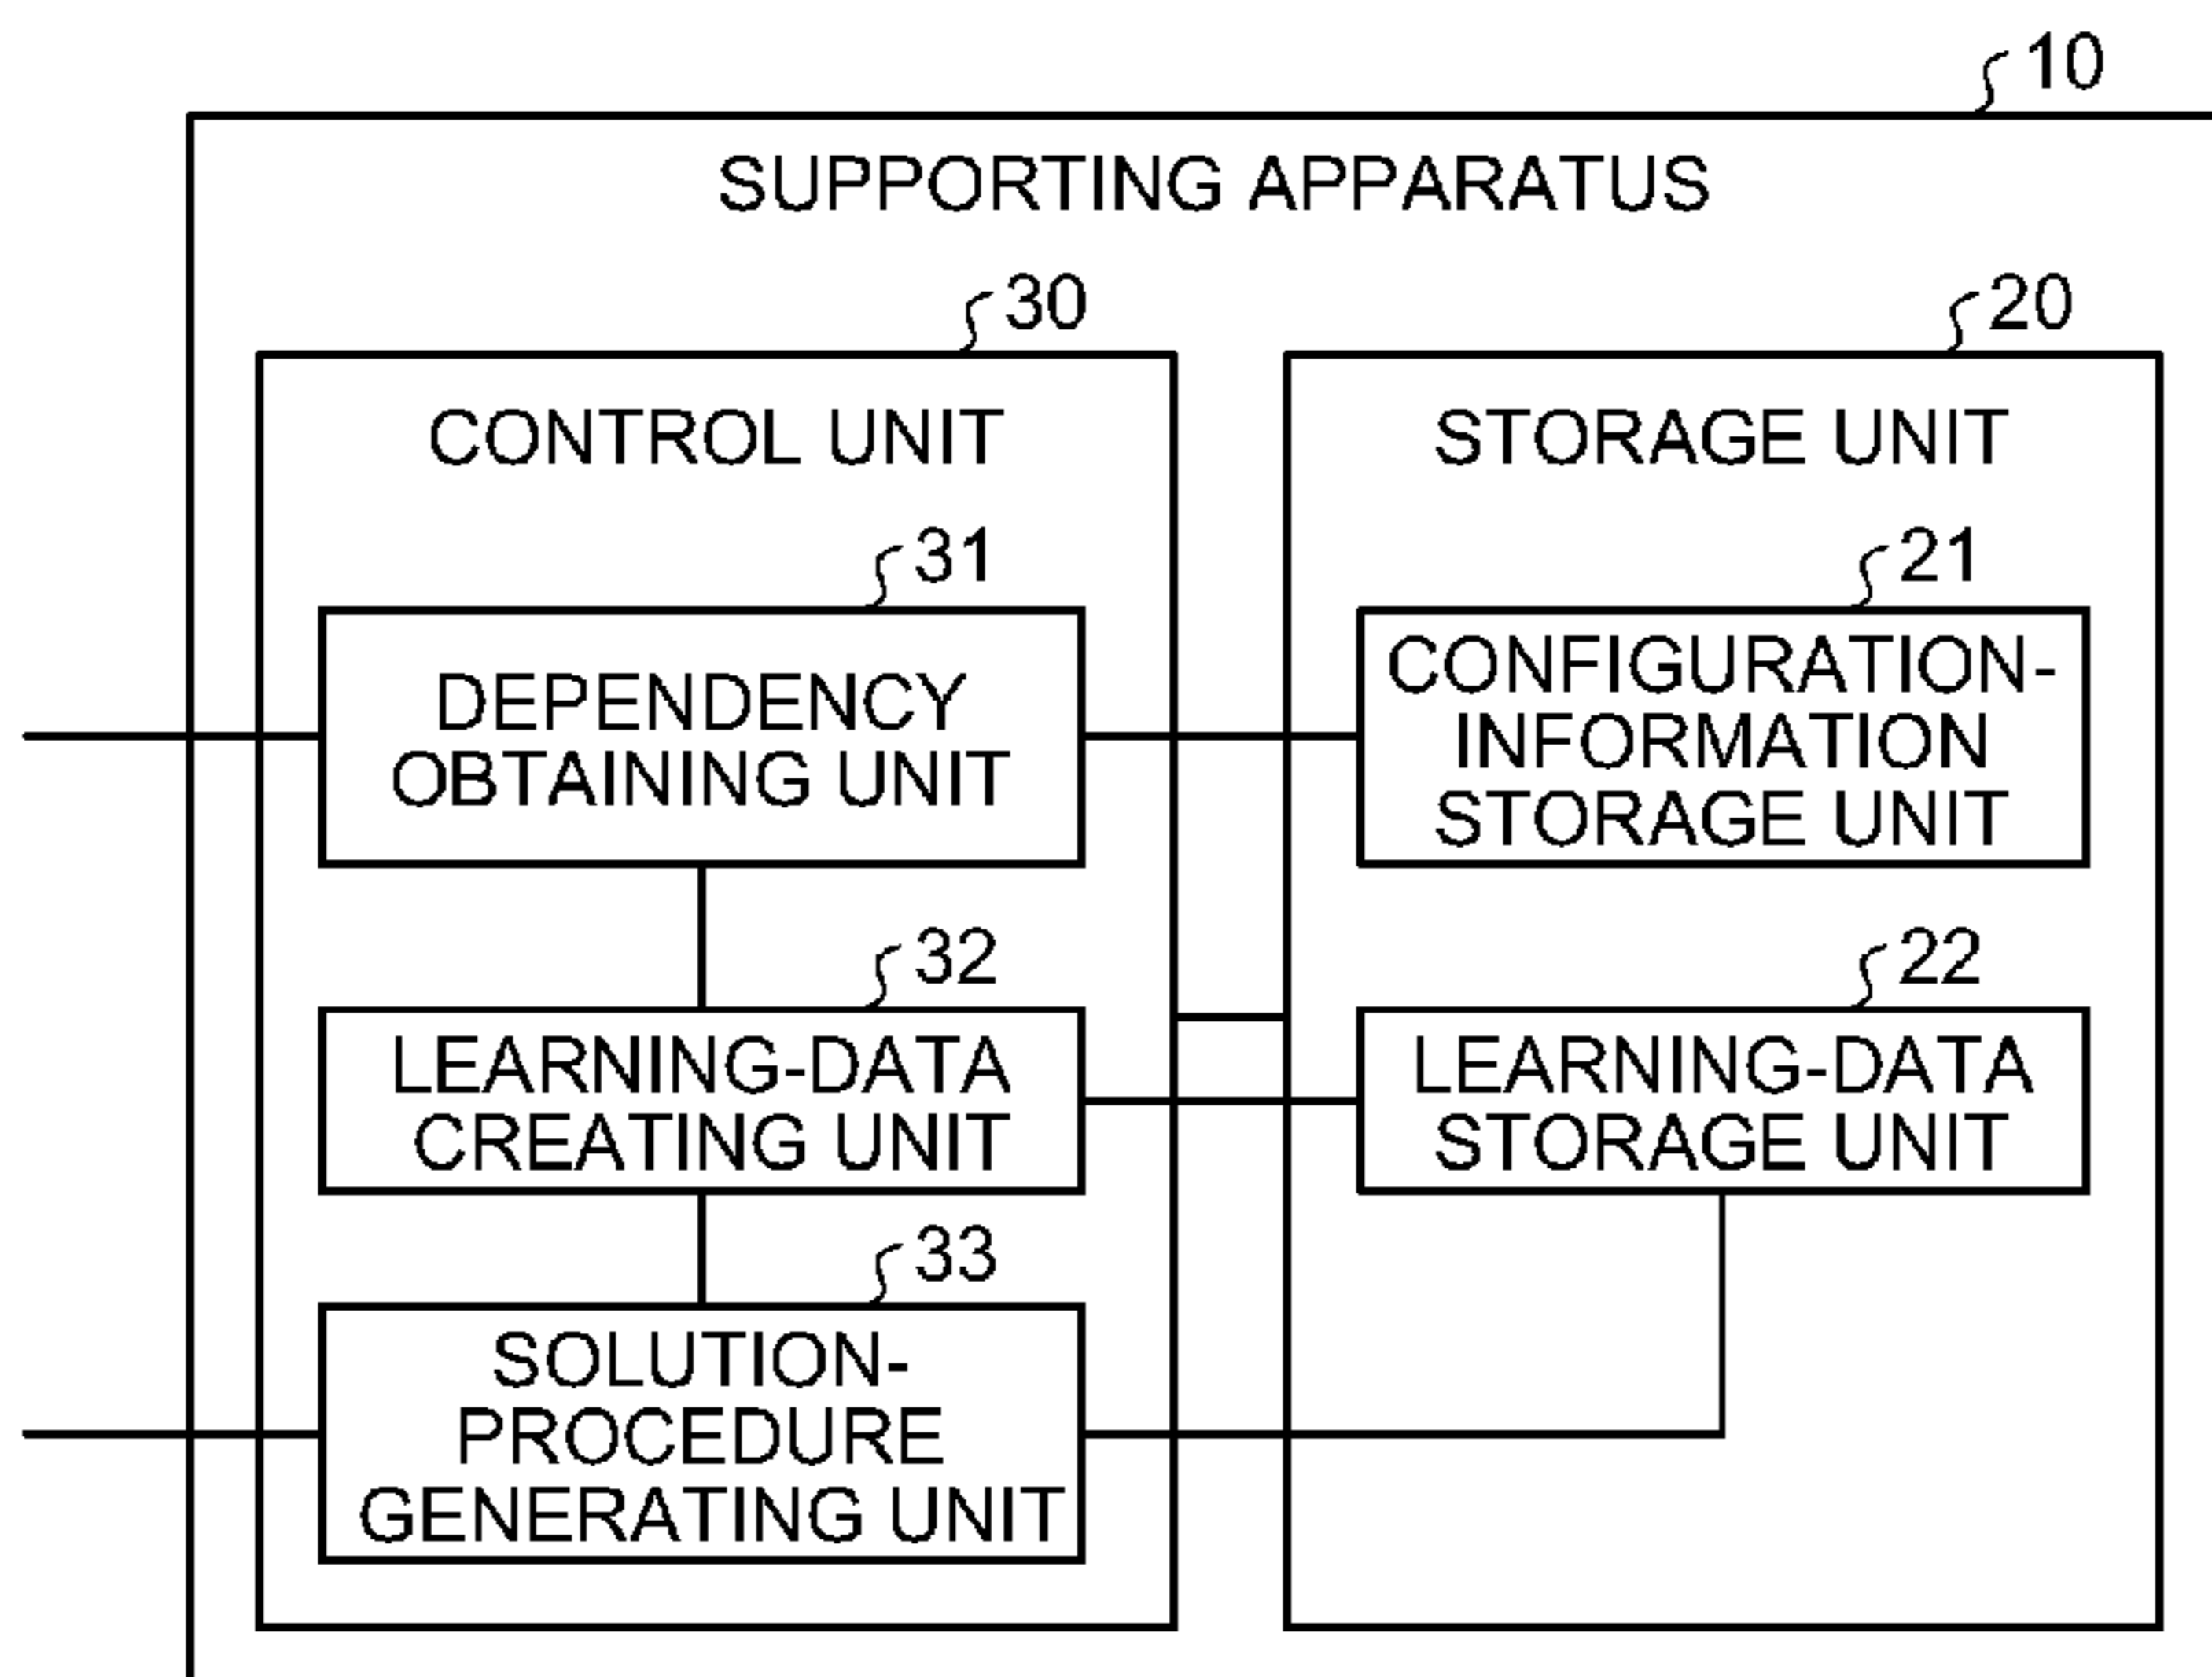 10
SUPPORTING APPARATUS
30
CONTROL UNIT
31
DEPENDENCY
OBTAINING UNIT
32
LEARNING-DATA
CREATING UNIT
33
SOLUTION-
PROCEDURE
GENERATING UNIT
20
STORAGE UNIT
21
CONFIGURATION-
INFORMATION
STORAGE UNIT
22
LEARNING-DATA
STORAGE UNIT